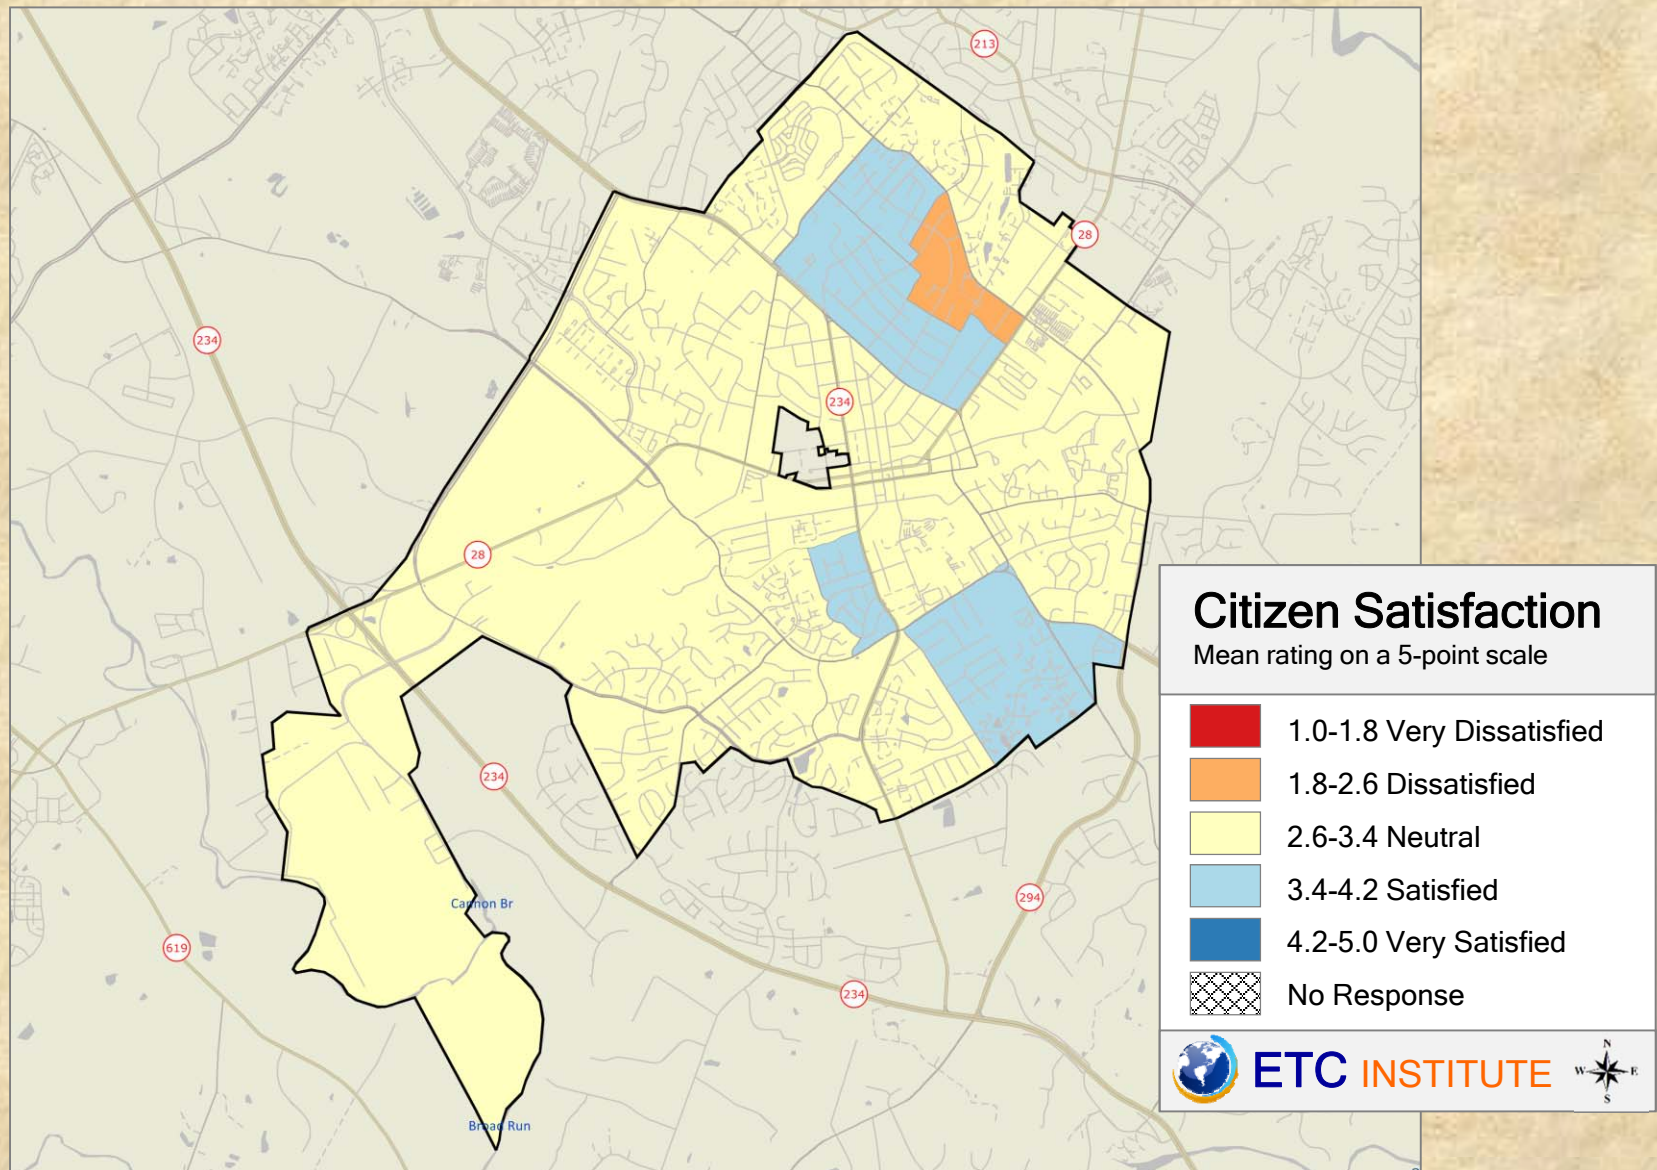 213
28
234
234
28
234
Cannon Br
294
619
234
Broad Run
Citizen Satisfaction
Mean rating on a 5-point scale
1.0-1.8 Very Dissatisfied
1.8-2.6 Dissatisfied
2.6-3.4 Neutral
3.4-4.2 Satisfied
4.2-5.0 Very Satisfied
No Response
ETC INSTITUTE
N
W E
S